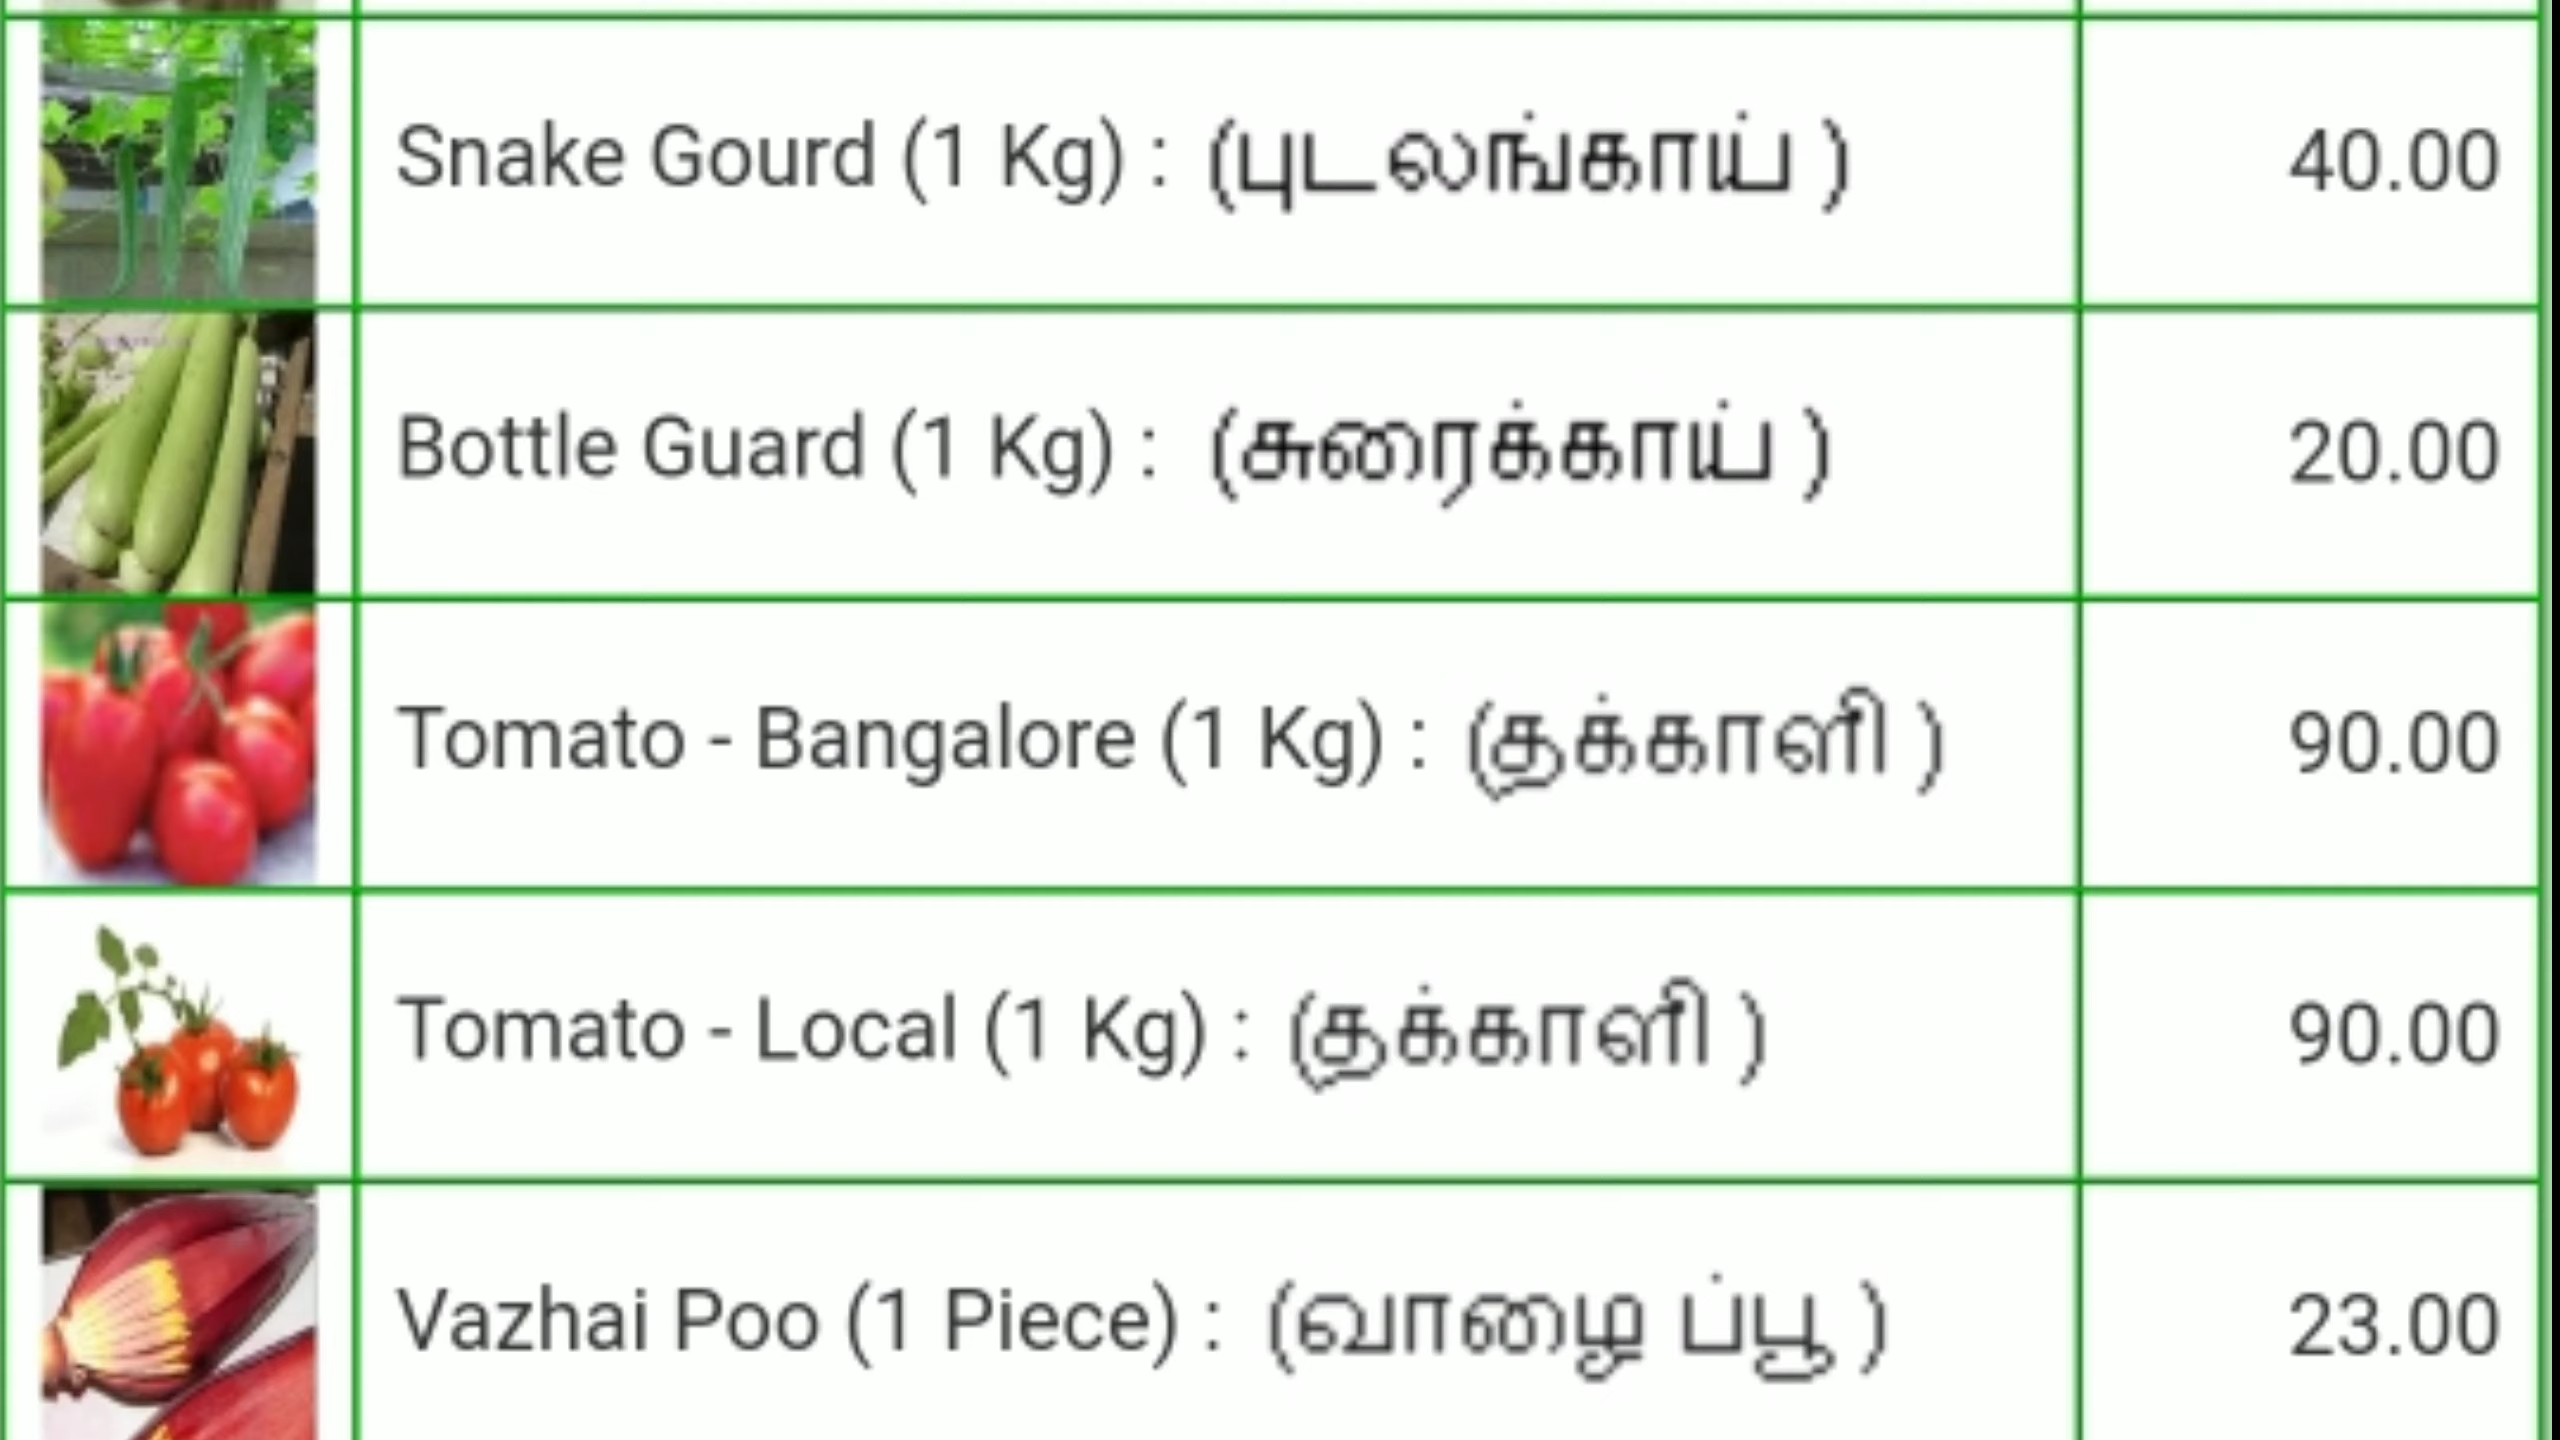 Snake Gourd (1 Kg) : (புடலங்காய் ) 40.00
Bottle Guard (1 Kg) : (சுரைக்காய் ) 20.00
Tomato - Bangalore (1 Kg) : (தக்காளி ) 90.00
Tomato - Local (1 Kg) : (தக்காளி ) 90.00
Vazhai Poo (1 Piece) : (வாழை ப்பூ ) 23.00